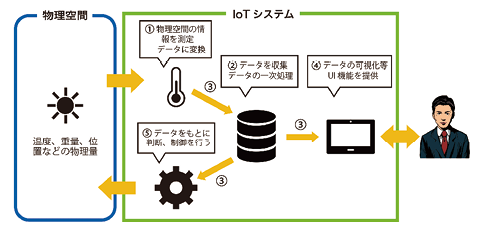 物理空間
IoT システム
① 物理空間の情
報を測定
データに変換
② データを収集
データの一次処理
④ データの可視化等
UI 機能を提供
③
③
温度、重量、位
置などの物理量
⑤ データをもとに
判断、制御を行う
③